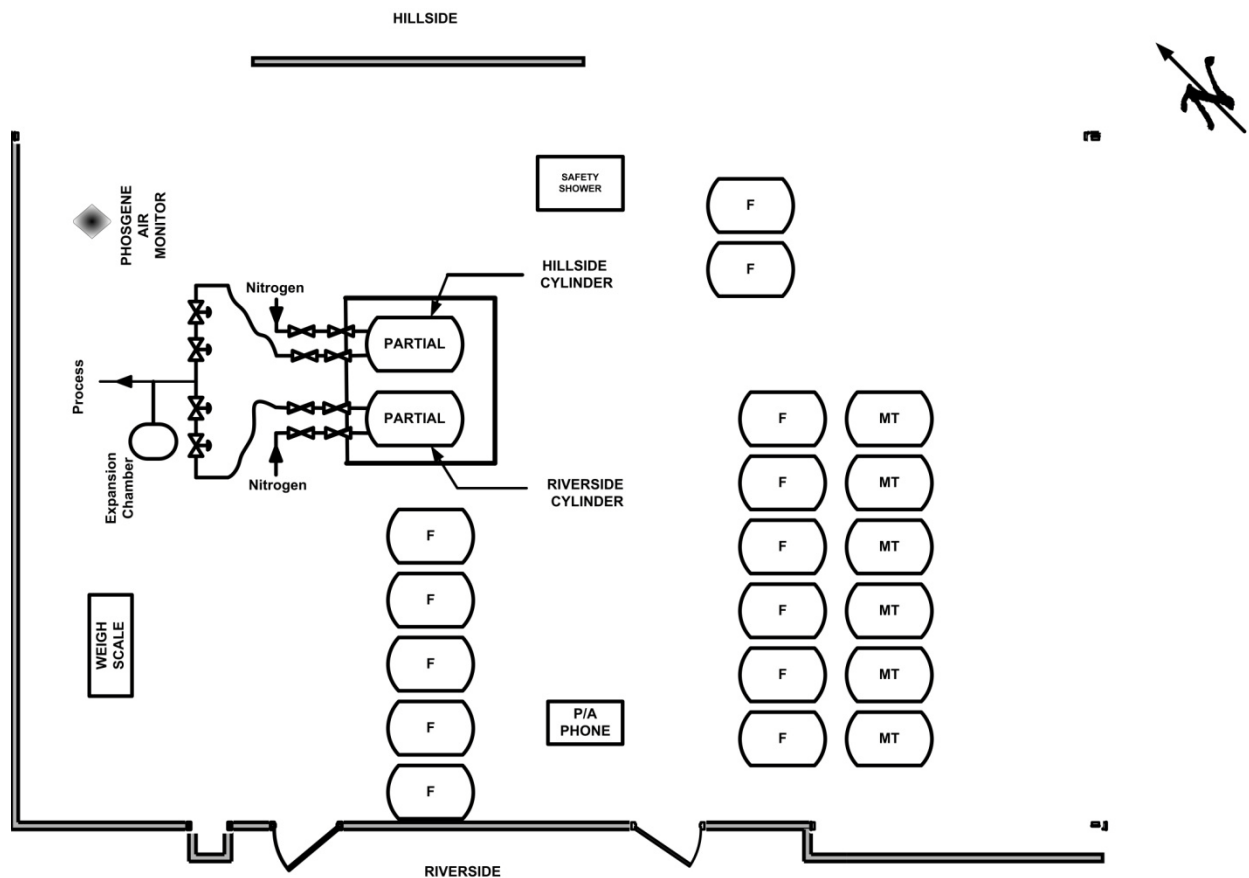 HILLSIDE
N
SAFETY
SHOWER
F
F
PHOSGENE
AIR
MONITOR
HILLSIDE
CYLINDER
Nitrogen
PARTIAL
Process
PARTIAL
Nitrogen
Expansion
Chamber
RIVERSIDE
CYLINDER
F
MT
F
MT
F
MT
F
MT
F
MT
F
MT
F
F
F
F
F
WEIGH
SCALE
P/A
PHONE
RIVERSIDE